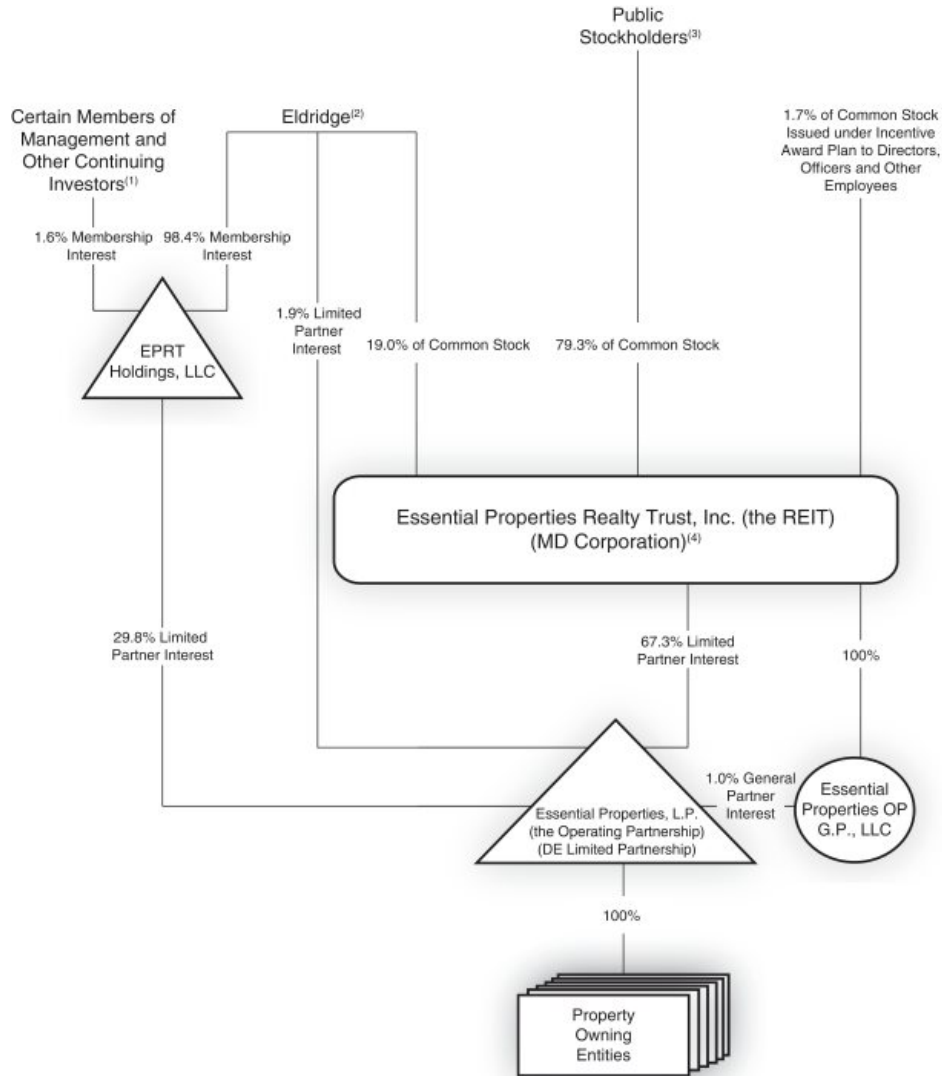 Public
Stockholders(3)
Certain Members of
Management and
Other Continuing
Investors(1)
Eldridge(2)
1.7% of Common Stock
Issued under Incentive
Award Plan to Directors,
Officers and Other
Employees
1.6% Membership
Interest
98.4% Membership
Interest
1.9% Limited
Partner
Interest
19.0% of Common Stock
79.3% of Common Stock
EPRT
Holdings, LLC
Essential Properties Realty Trust, Inc. (the REIT)
(MD Corporation)(4)
29.8% Limited
Partner Interest
67.3% Limited
Partner Interest
100%
Essential Properties, L.P.
(the Operating Partnership)
(DE Limited Partnership)
1.0% General
Partner
Interest
Essential
Properties OP
G.P., LLC
100%
Property
Owning
Entities